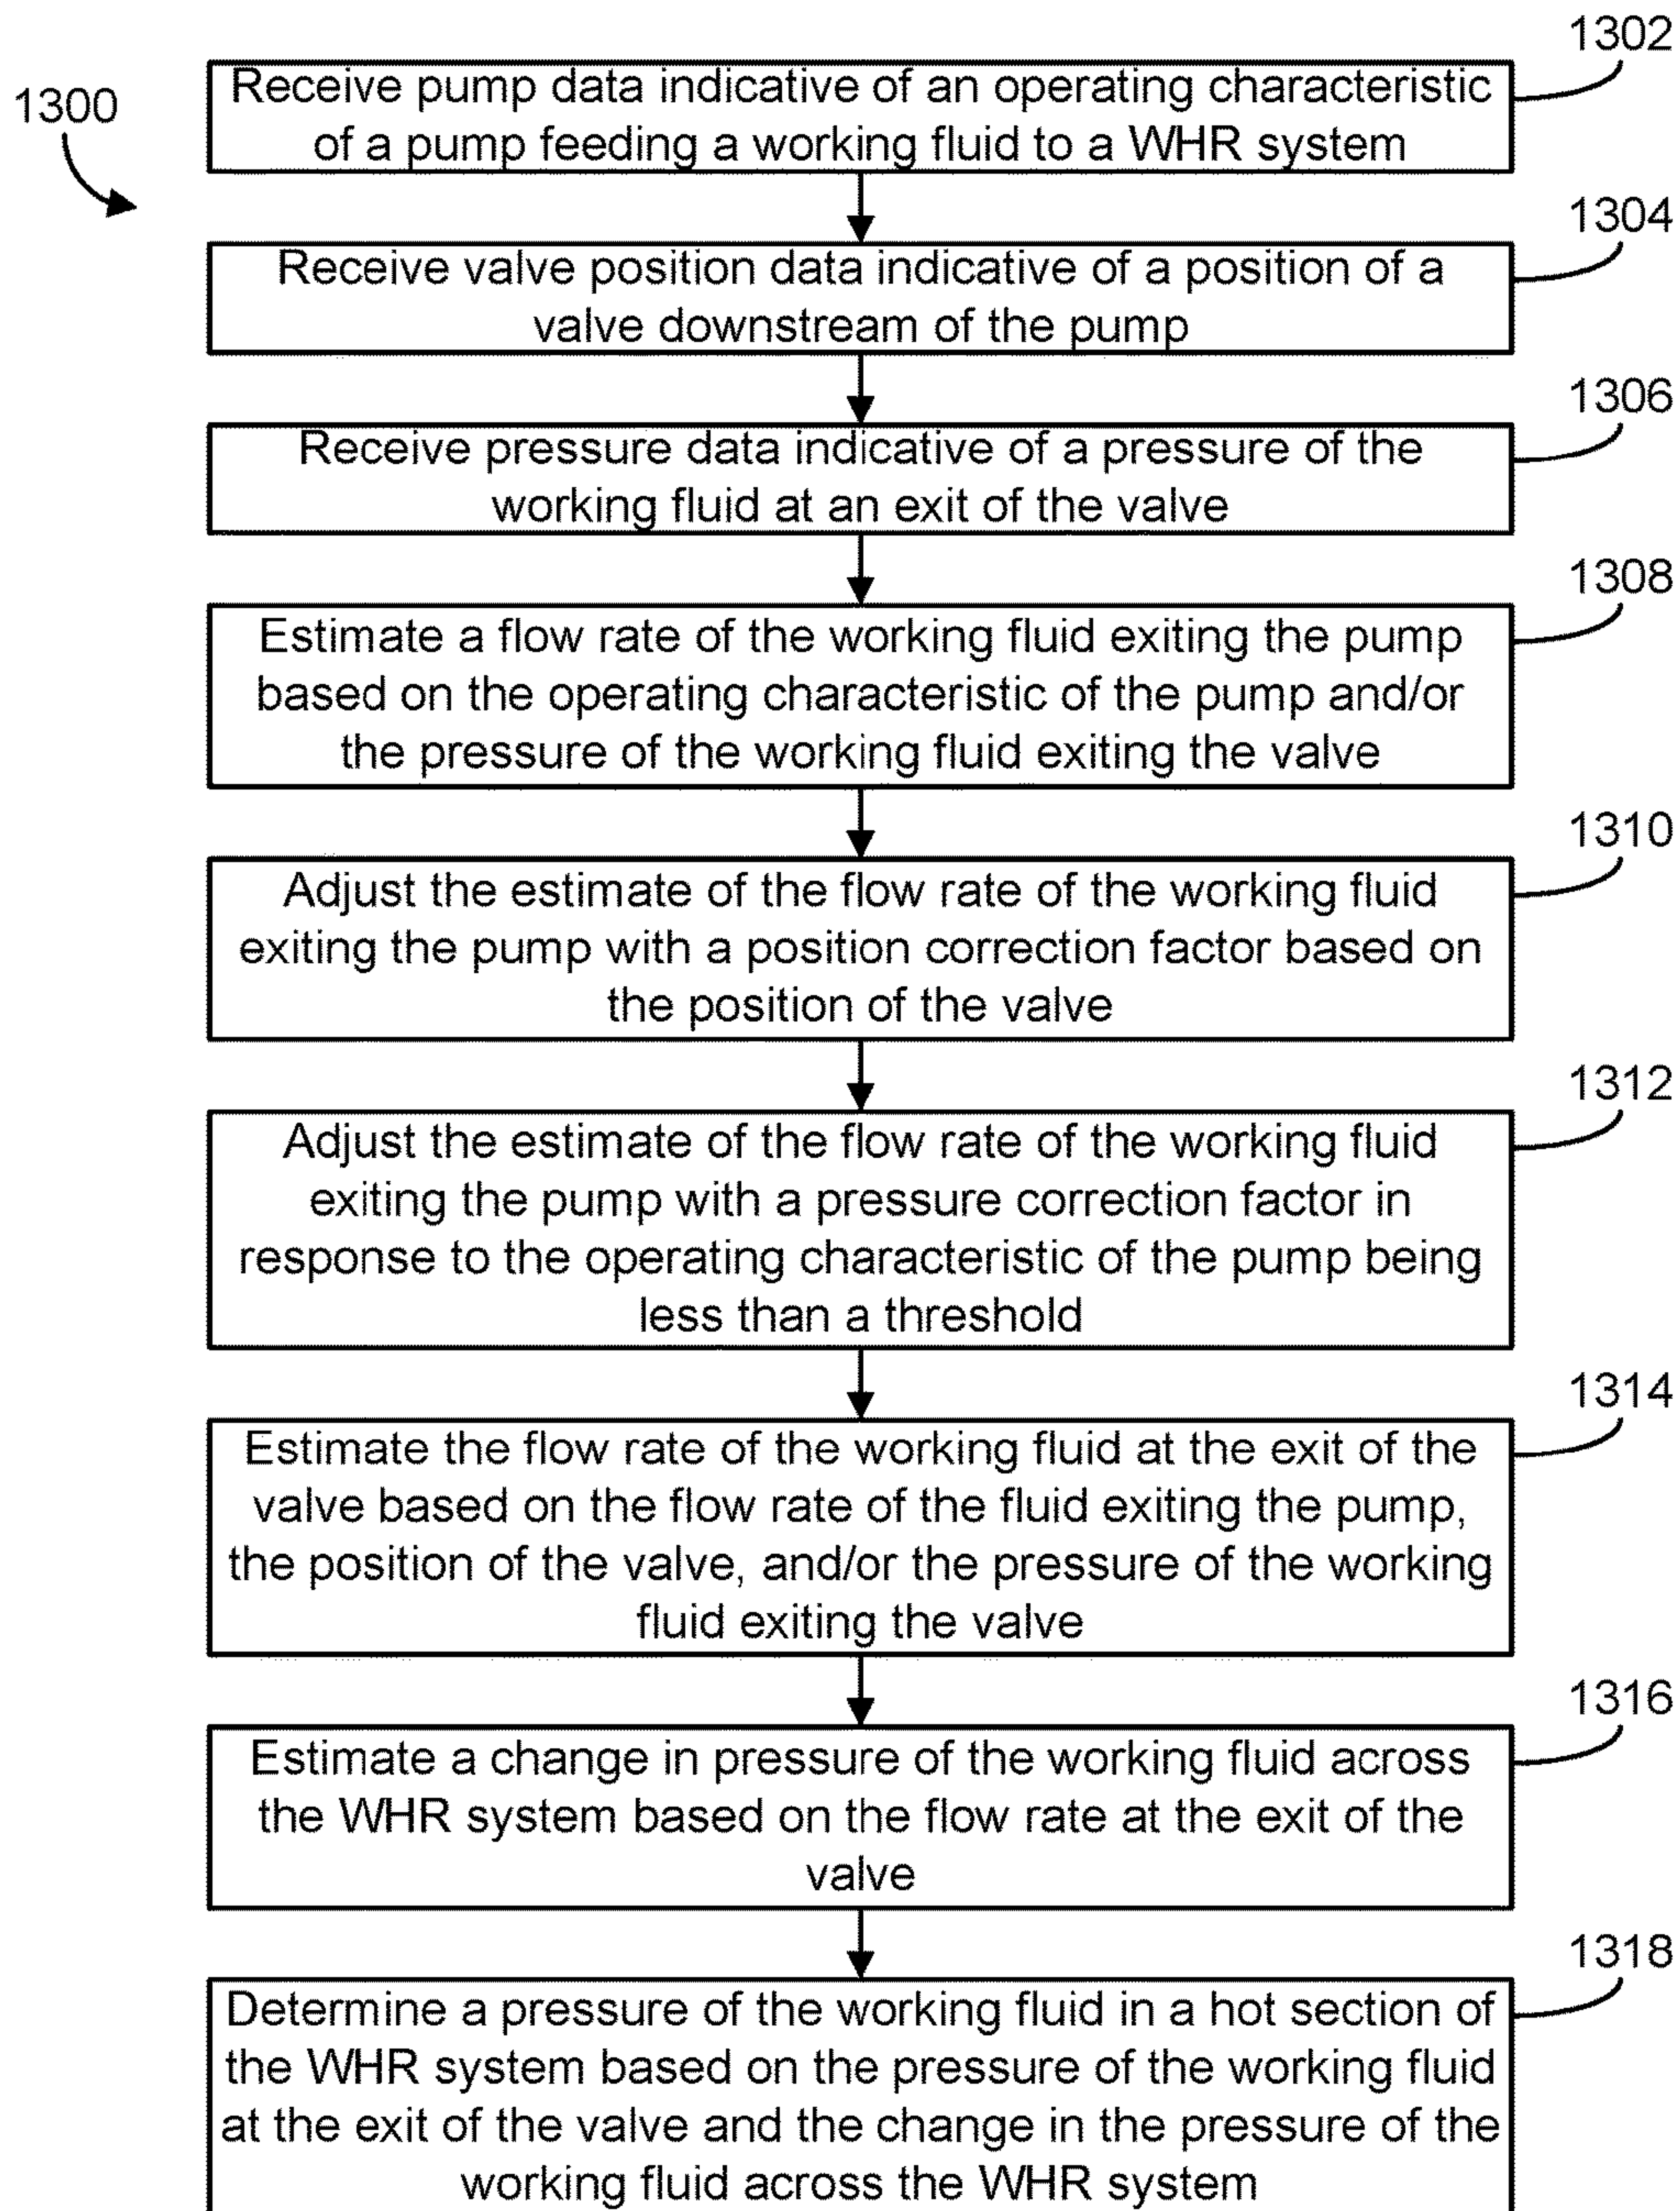 1300
1302
Receive pump data indicative of an operating characteristic
of a pump feeding a working fluid to a WHR system
1304
Receive valve position data indicative of a position of a
valve downstream of the pump
1306
Receive pressure data indicative of a pressure of the
working fluid at an exit of the valve
1308
Estimate a flow rate of the working fluid exiting the pump
based on the operating characteristic of the pump and/or
the pressure of the working fluid exiting the valve
1310
Adjust the estimate of the flow rate of the working fluid
exiting the pump with a position correction factor based on
the position of the valve
1312
Adjust the estimate of the flow rate of the working fluid
exiting the pump with a pressure correction factor in
response to the operating characteristic of the pump being
less than a threshold
1314
Estimate the flow rate of the working fluid at the exit of the
valve based on the flow rate of the fluid exiting the pump,
the position of the valve, and/or the pressure of the working
fluid exiting the valve
1316
Estimate a change in pressure of the working fluid across
the WHR system based on the flow rate at the exit of the
valve
1318
Determine a pressure of the working fluid in a hot section of
the WHR system based on the pressure of the working fluid
at the exit of the valve and the change in the pressure of the
working fluid across the WHR system